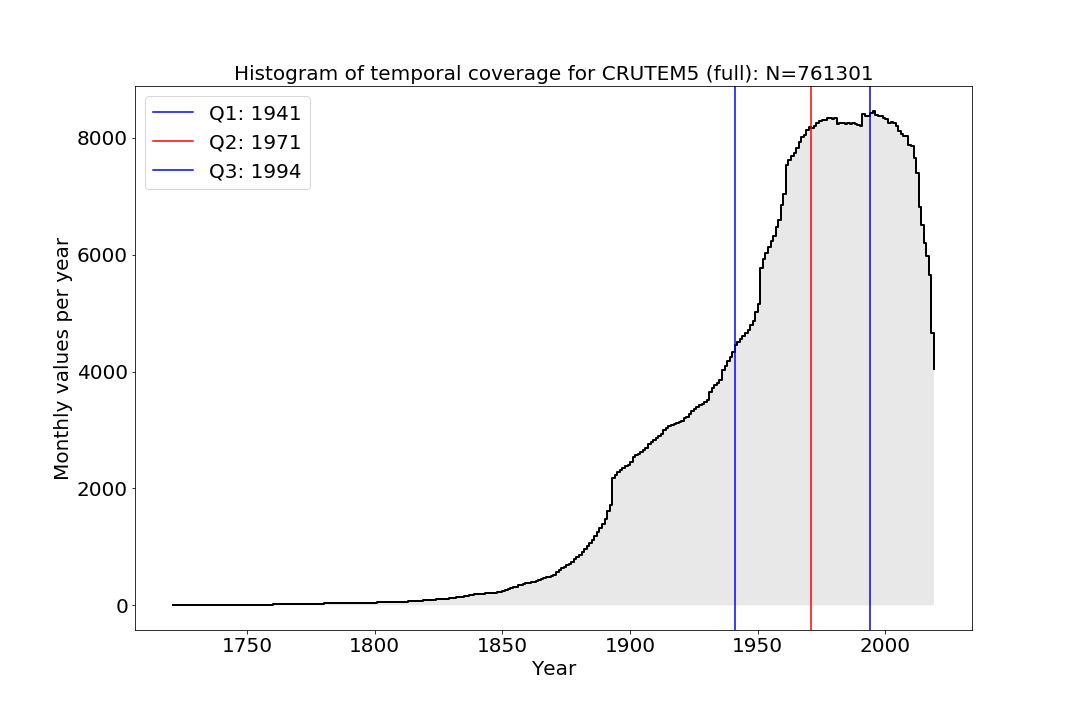 Histogram of temporal coverage for CRUTEM5 (full): N=761301
Q1: 1941
Q2: 1971
Q3: 1994
Monthly values per year
8000
6000
4000
2000
0
1750 1800 1850 1900 1950 2000
Year